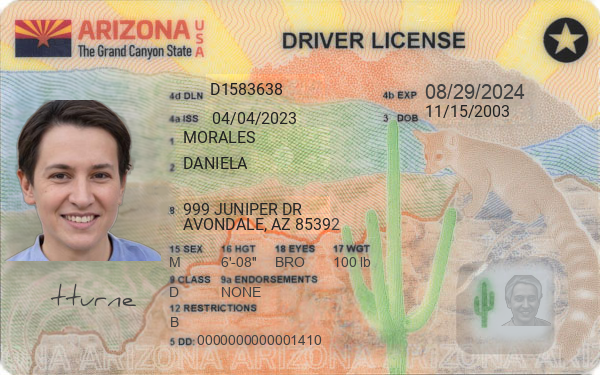 ARIZONA USA
The Grand Canyon State
DRIVER LICENSE
4d DLN D1583638
4b EXP 08/29/2024
4a ISS 04/04/2023
3 DOB 11/15/2003
1 MORALES
2 DANIELA
8 999 JUNIPER DR
AVONDALE, AZ 85392
15 SEX 16 HGT 18 EYES 17 WGT
M 6'-08" BRO 100 lb
9 CLASS 9a ENDORSEMENTS
D NONE
12 RESTRICTIONS
B
5 DD: 0000000000001410
tturne
ARIZONA ARIZONA ARIZONA ARIZONA